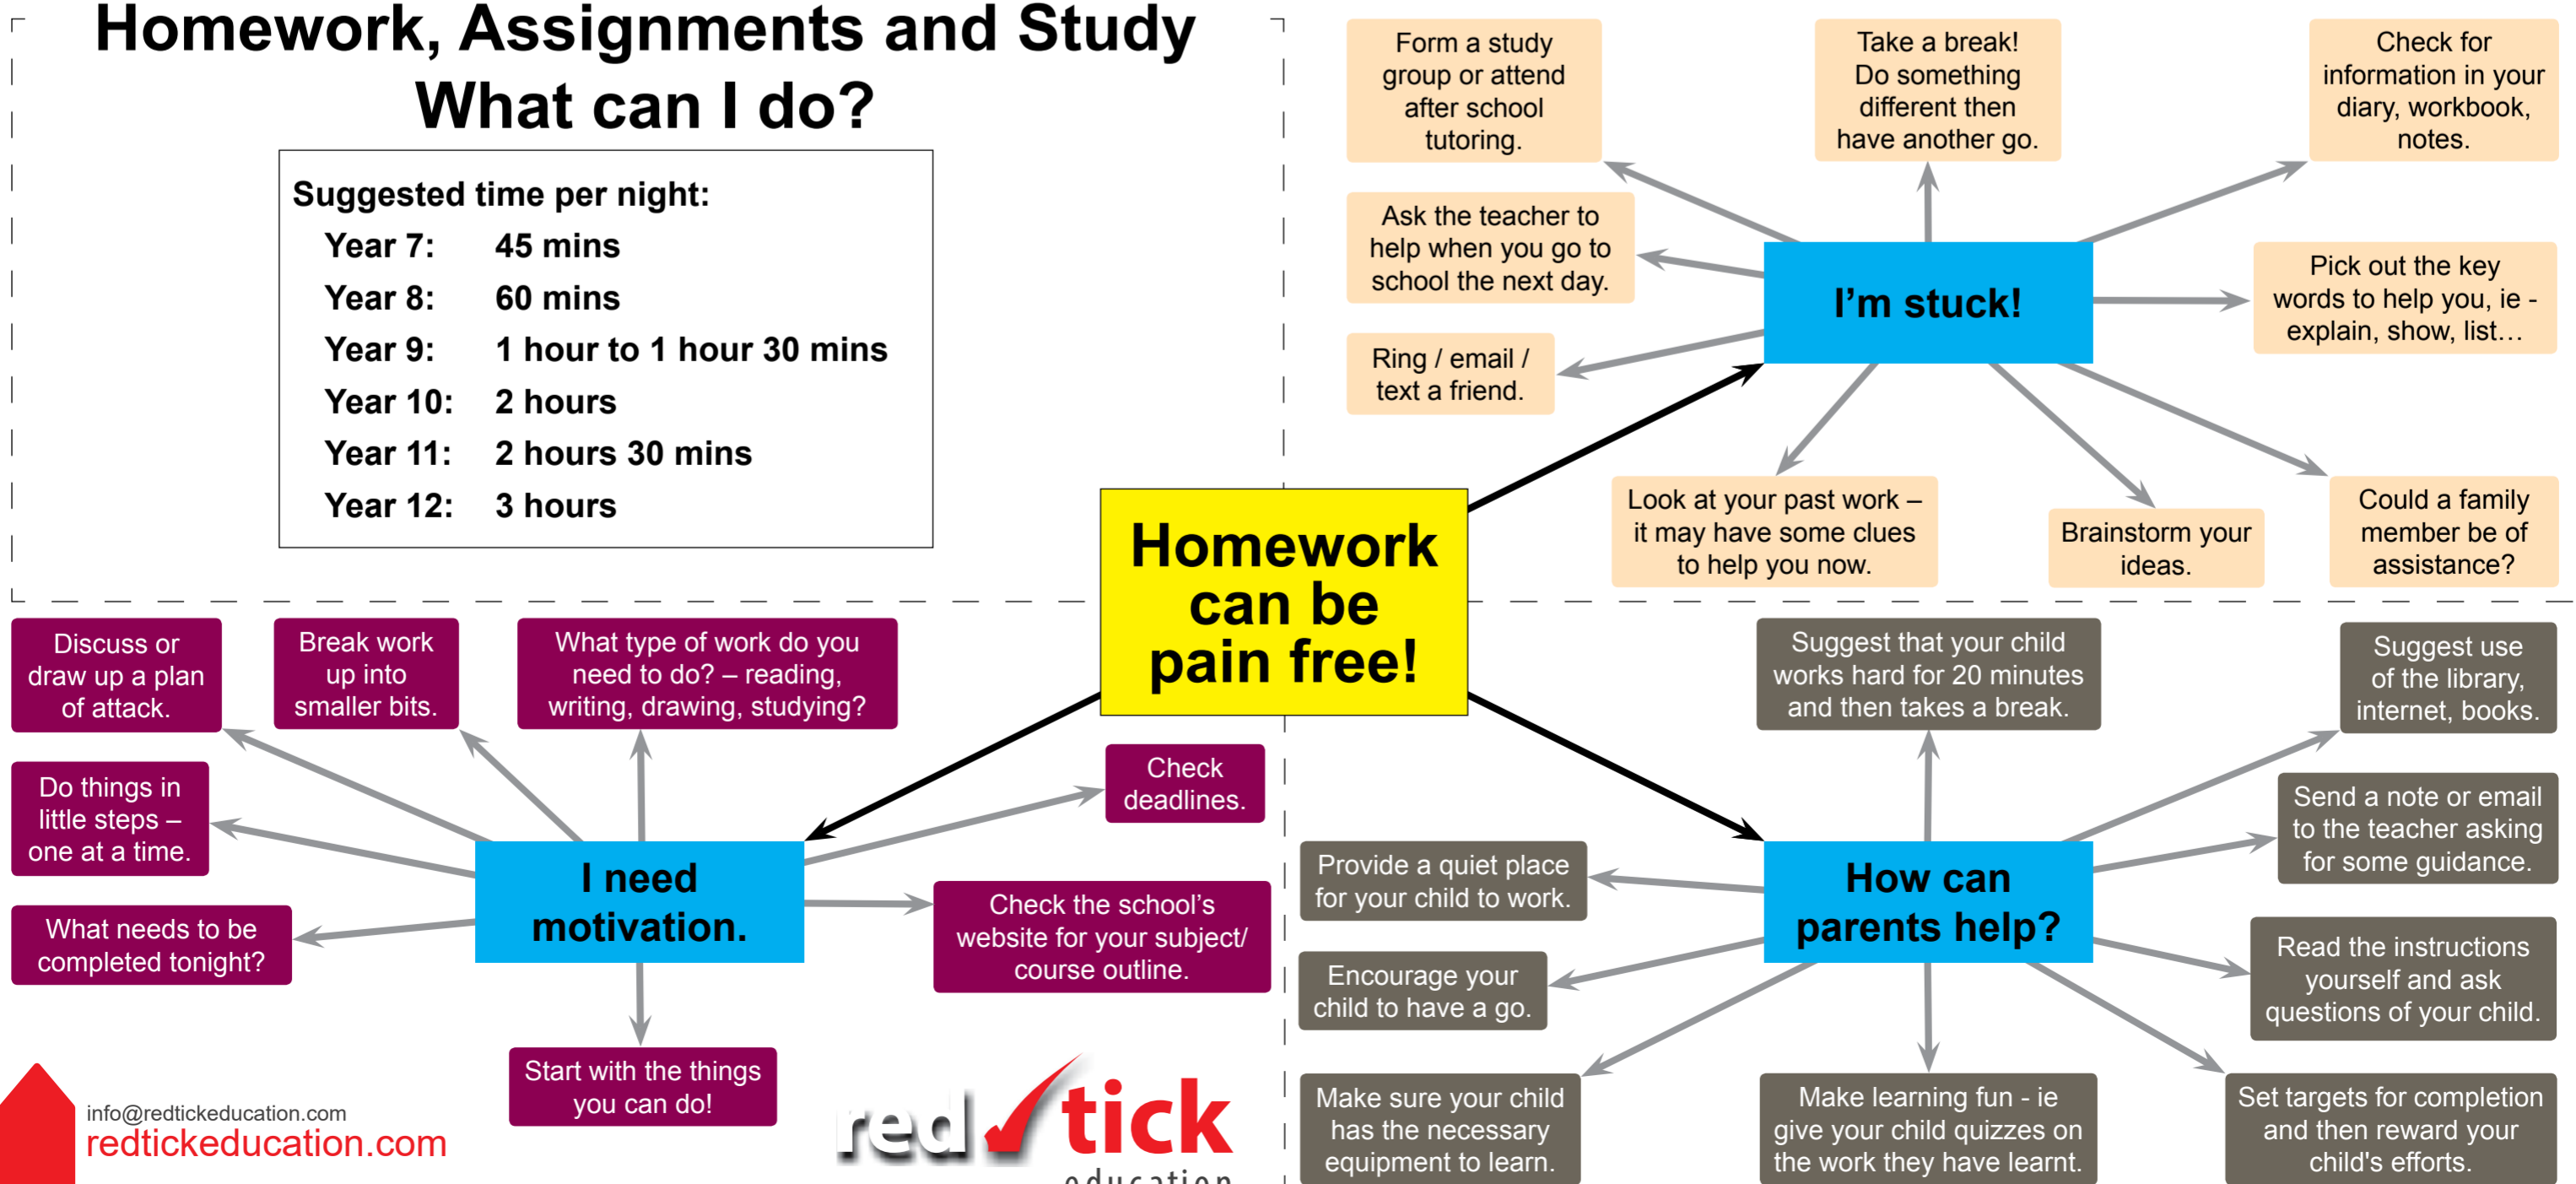 Homework, Assignments and Study
What can I do?
Suggested time per night:
Year 7: 45 mins
Year 8: 60 mins
Year 9: 1 hour to 1 hour 30 mins
Year 10: 2 hours
Year 11: 2 hours 30 mins
Year 12: 3 hours
Homework
can be
pain free!
I'm stuck!
Form a study
group or attend
after school
tutoring.
Take a break!
Do something
different then
have another go.
Check for
information in your
diary, workbook,
notes.
Ask the teacher to
help when you go to
school the next day.
Pick out the key
words to help you, ie -
explain, show, list…
Ring / email /
text a friend.
Look at your past work –
it may have some clues
to help you now.
Brainstorm your
ideas.
Could a family
member be of
assistance?
I need
motivation.
Discuss or
draw up a plan
of attack.
Break work
up into
smaller bits.
What type of work do you
need to do? – reading,
writing, drawing, studying?
Check
deadlines.
Do things in
little steps –
one at a time.
What needs to be
completed tonight?
Check the school's
website for your subject/
course outline.
Start with the things
you can do!
How can
parents help?
Suggest that your child
works hard for 20 minutes
and then takes a break.
Suggest use
of the library,
internet, books.
Send a note or email
to the teacher asking
for some guidance.
Provide a quiet place
for your child to work.
Encourage your
child to have a go.
Read the instructions
yourself and ask
questions of your child.
Make sure your child
has the necessary
equipment to learn.
Make learning fun - ie
give your child quizzes on
the work they have learnt.
Set targets for completion
and then reward your
child's efforts.
info@redtickeducation.com
redtickeducation.com
red tick
education